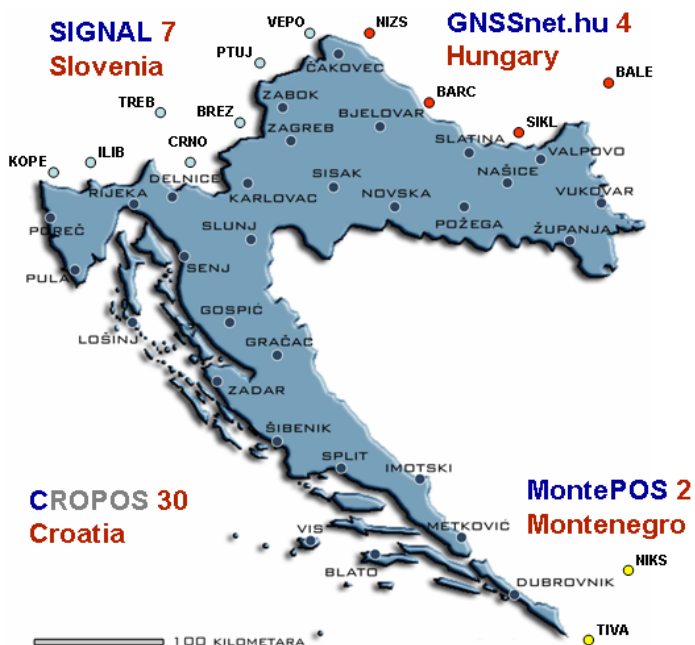 SIGNAL 7
Slovenia
VEPO
NIZS
GNSSnet.hu 4
Hungary
PTUJ
ČAKOVEC
BALE
TREB
BREZ
ZABOK
BJELOVAR
BARC
SIKL
ZAGREB
SLATINA
VALPOVO
KOPE
ILIB
CRNO
DELNICE
RIJEKA
KARLOVAC
SISAK
NAŠICE
NOVSKA
VUKOVAR
POREČ
SLUNJ
POŽEGA
ŽUPANJA
PULA
SENJ
GOSPIĆ
LOŠINJ
GRAČAC
ZADAR
ŠIBENIK
SPLIT
IMOTSKI
CROPOS 30
Croatia
MontePOS 2
Montenegro
VIS
METKOVIĆ
BLATO
NIKS
DUBROVNIK
TIVA
100 KILOMETARA